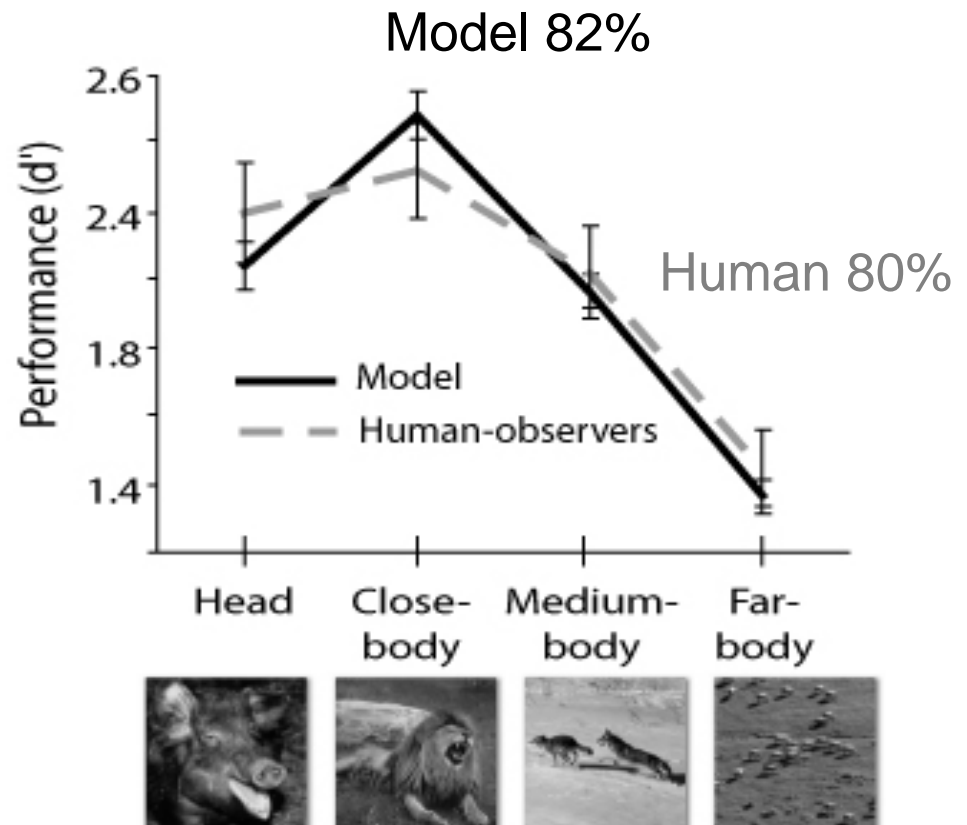 Model 82%
2.6
2.4
1.8
1.4
Performance (d')
Human 80%
Model
Human-observers
Head
Close-
body
Medium-
body
Far-
body